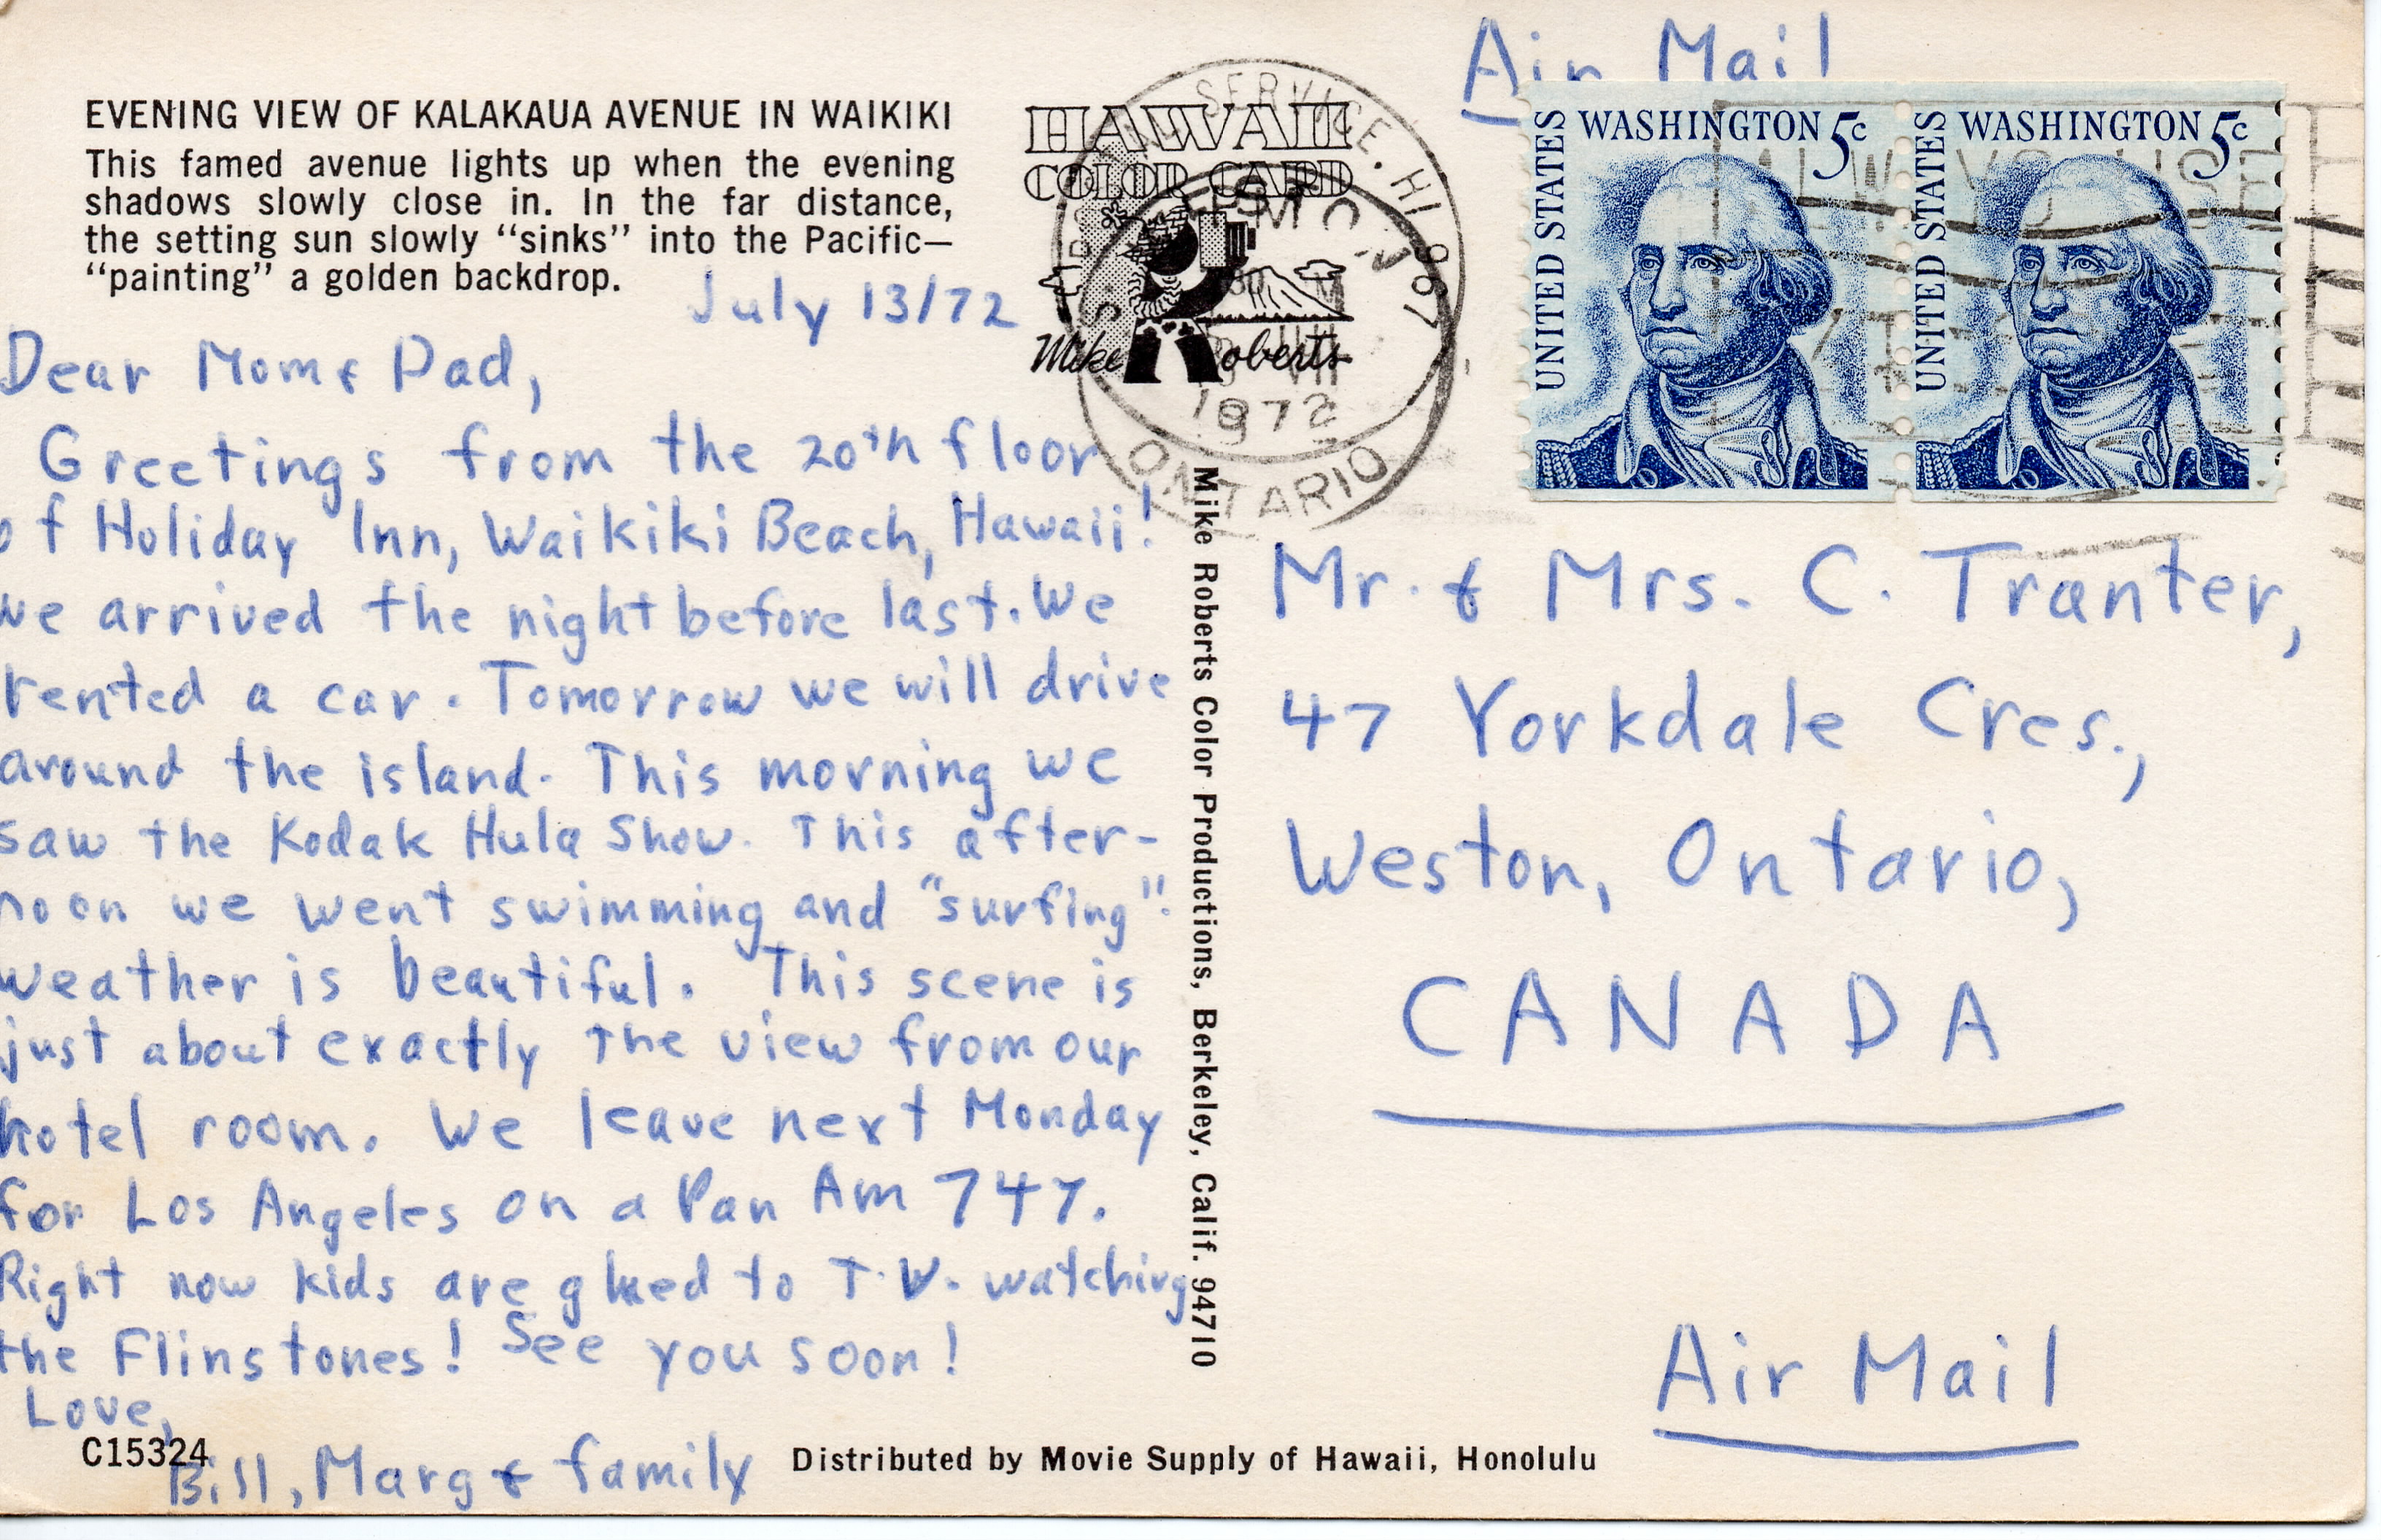 EVENING VIEW OF KALAKAUA AVENUE IN WAIKIKI
This famed avenue lights up when the evening
shadows slowly close in. In the far distance,
the setting sun slowly “sinks” into the Pacific—
“painting” a golden backdrop.
July 13/72
Dear Mom & Dad,
Greetings from the 20th floor
of Holiday Inn, Waikiki Beach, Hawaii!
We arrived the night before last. We
rented a car. Tomorrow we will drive
around the island. This morning we
saw the Kodak Hula Show. This after-
noon we went swimming and "surfing".
Weather is beautiful. This scene is
just about exactly the view from our
hotel room. We leave next Monday
for Los Angeles on a Pan Am 747.
Right now kids are glued to T.V. watching
the Flinstones! See you soon!
Love,
Bill, Marg & family
C15324
HAWAII
COLOR CARD
Mike Roberts
SERVICE, HI 967
1972
ONTARIO
Mike Roberts Color Productions, Berkeley, Calif. 94710
Distributed by Movie Supply of Hawaii, Honolulu
Air Mail
UNITED STATES
WASHINGTON 5c
UNITED STATES
WASHINGTON 5c
Mr. & Mrs. C. Tranter,
47 Yorkdale Cres.,
Weston, Ontario,
CANADA
Air Mail